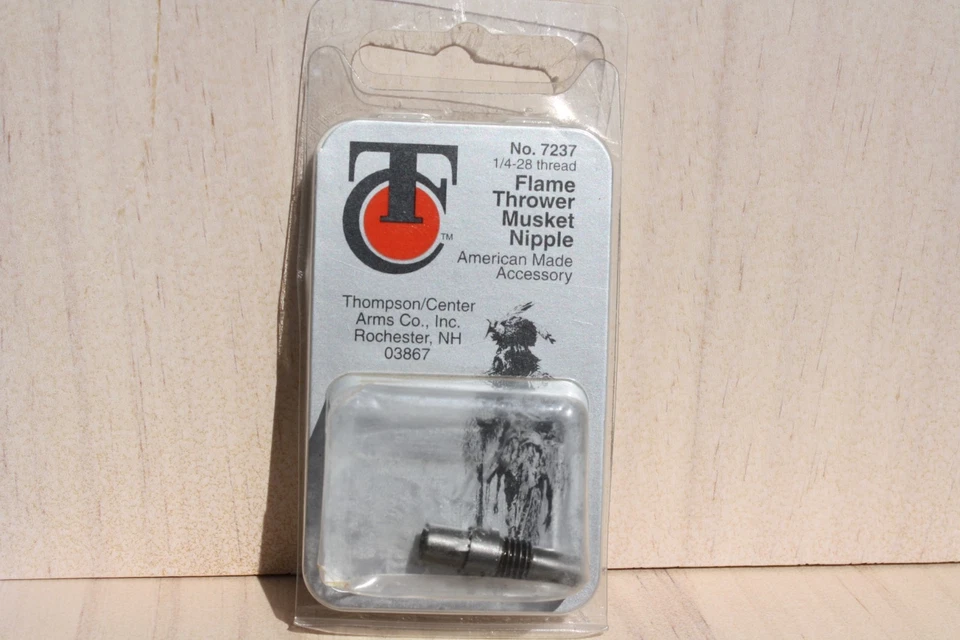 TC
TM
No. 7237
1/4-28 thread
Flame
Thrower
Musket
Nipple
American Made
Accessory
Thompson/Center
Arms Co., Inc.
Rochester, NH
03867